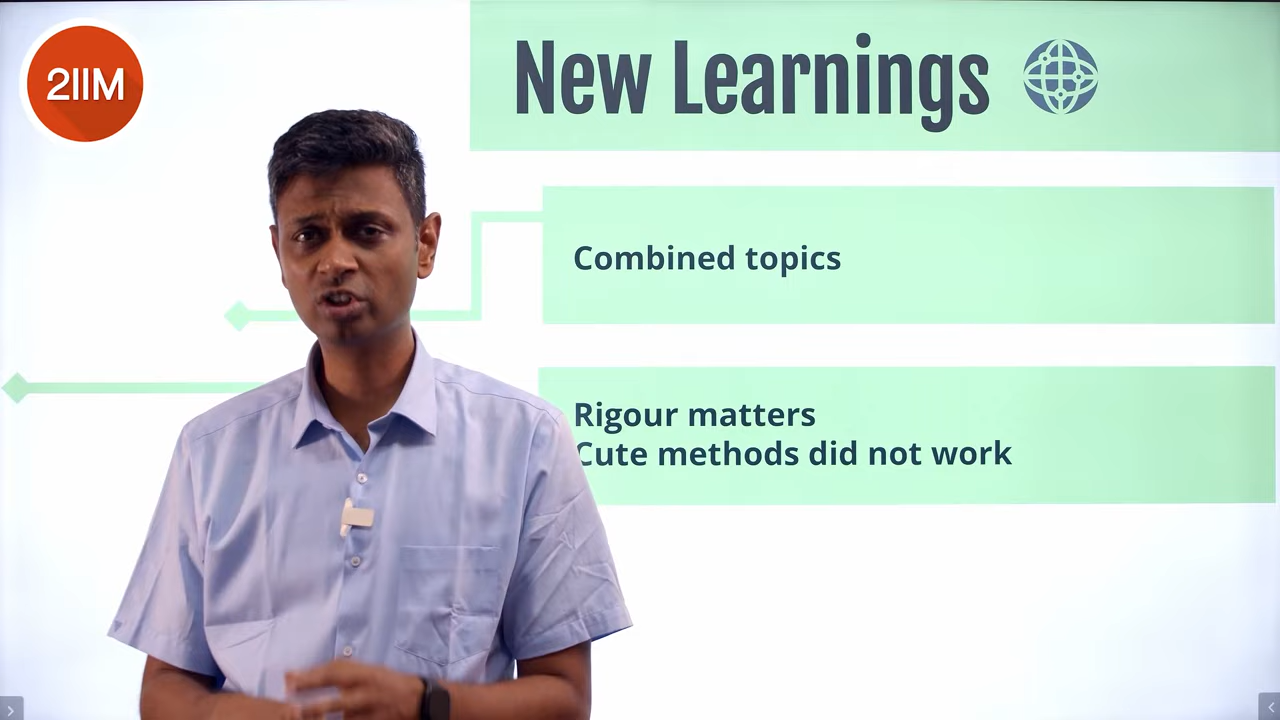 2IIM
New Learnings
Combined topics
Rigour matters
Cute methods did not work